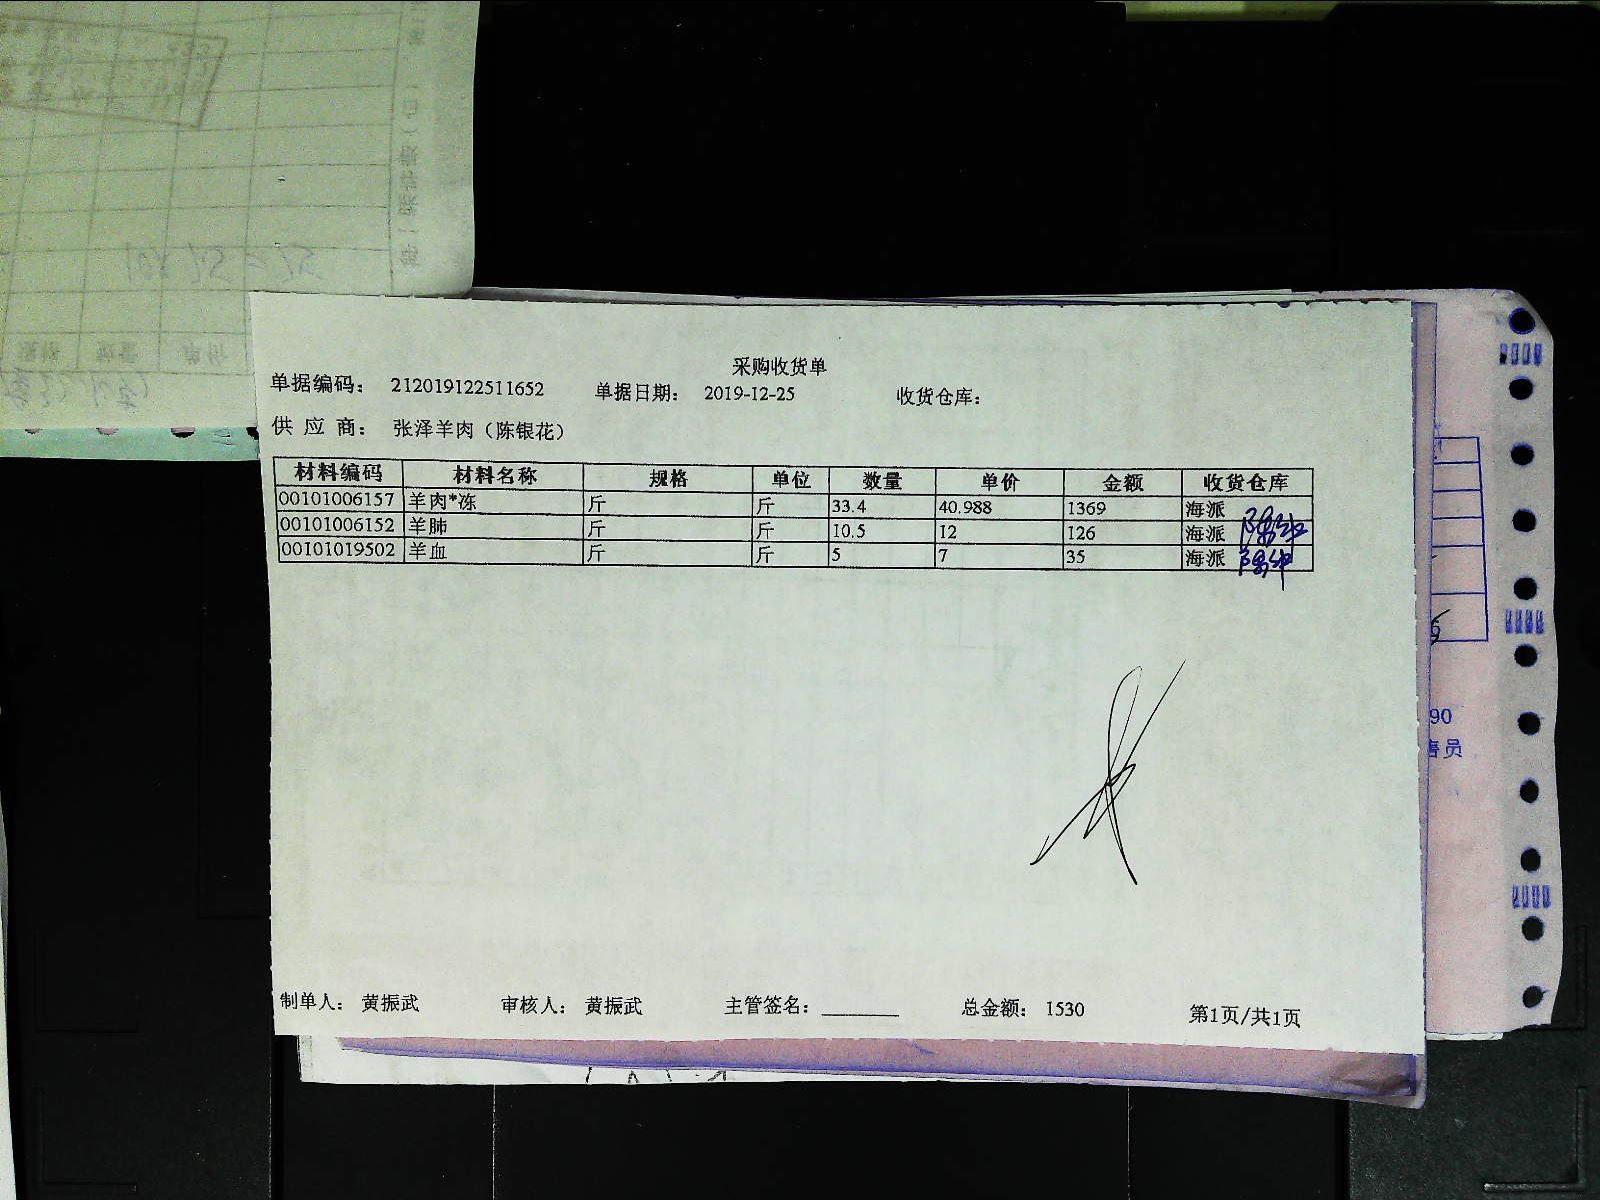 采购收货单
单据编码: 212019122511652 单据日期: 2019-12-25 收货仓库:
供 应 商: 张泽羊肉（陈银花）
材料编码 材料名称 规格 单位 数量 单价 金额 收货仓库
00101006157 羊肉*冻 斤 斤 33.4 40.988 1369 海派
00101006152 羊肺 斤 斤 10.5 12 126 海派
00101019502 羊血 斤 斤 5 7 35 海派
90
售员
制单人: 黄振武 审核人: 黄振武 主管签名: ________ 总金额: 1530 第1页/共1页